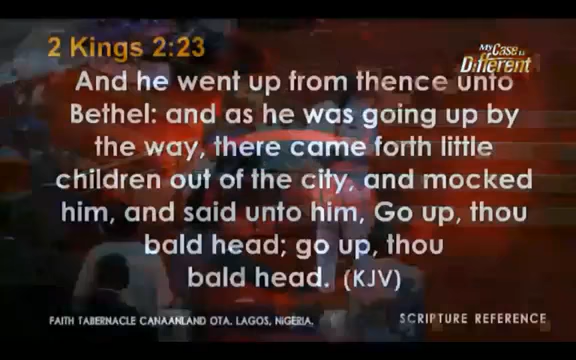 2 Kings 2:23
My Case is
Different
And he went up from thence unto
Bethel: and as he was going up by
the way, there came forth little
children out of the city, and mocked
him, and said unto him, Go up, thou
bald head; go up, thou
bald head. (KJV)
FAITH TABERNACLE CANAANLAND OTA. LAGOS, NIGERIA.
SCRIPTURE REFERENCE